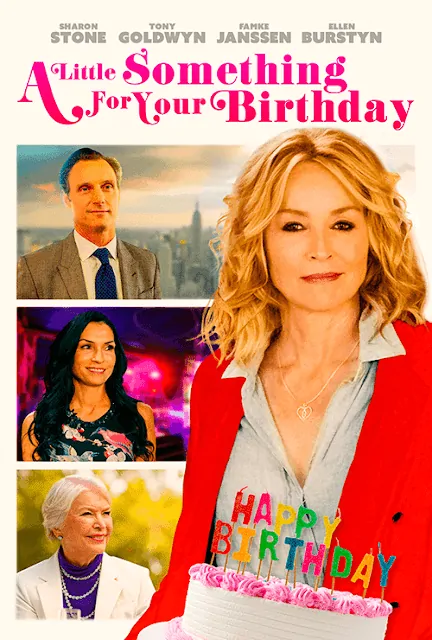 SHARON TONY FAMKE ELLEN
STONE GOLDWYN JANSSEN BURSTYN
A Little Something
For Your Birthday
HAPPY
BIRTHDAY